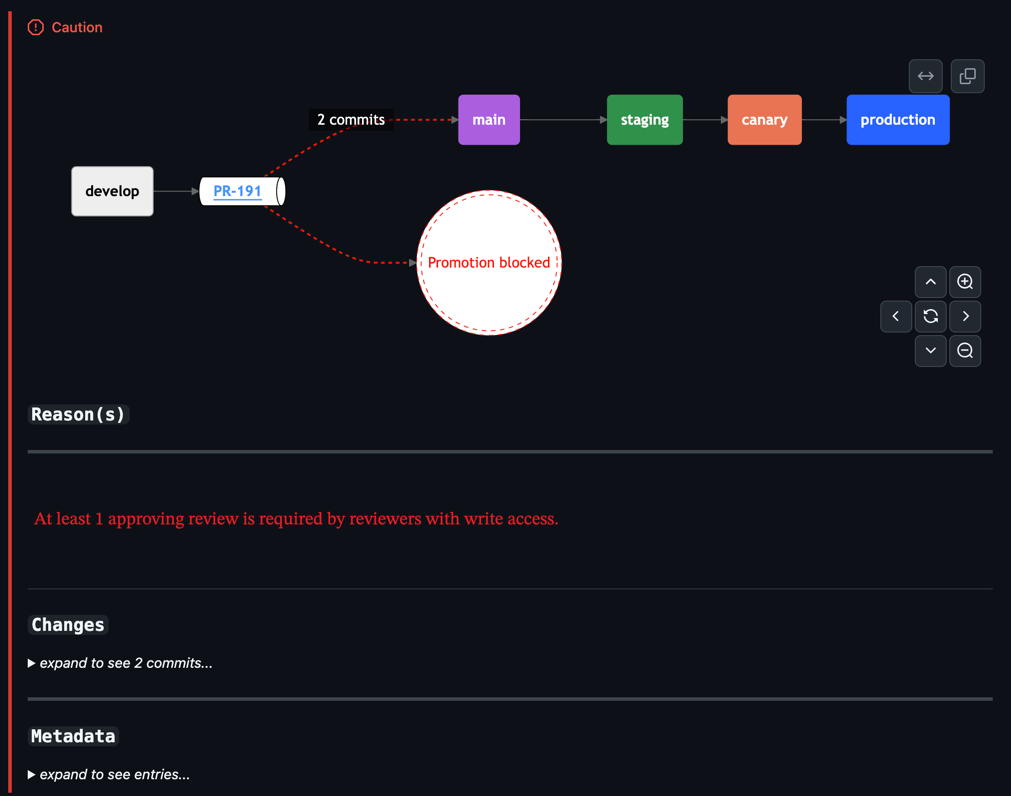 Caution
2 commits
main
staging
canary
production
develop
PR-191
Promotion blocked
Reason(s)
At least 1 approving review is required by reviewers with write access.
Changes
expand to see 2 commits...
Metadata
expand to see entries...